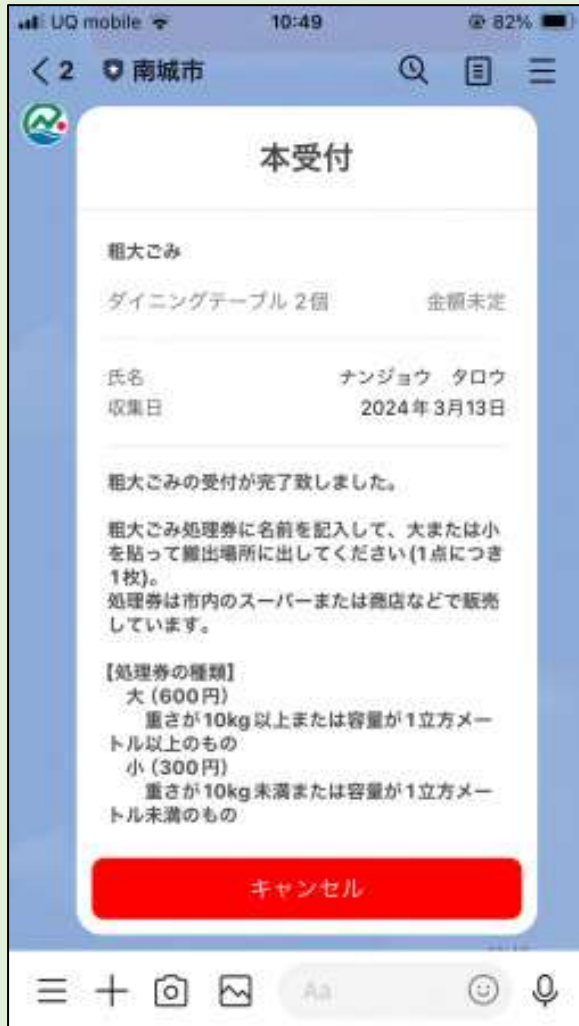 UQ mobile 10:49 82%
2 南城市
本受付
粗大ごみ
ダイニングテーブル 2個 金額未定
氏名 ナンジョウ タロウ
収集日 2024年3月13日
粗大ごみの受付が完了致しました。
粗大ごみ処理券に名前を記入して、大または小
を貼って搬出場所に出してください(1点につき
1枚)。
処理券は市内のスーパーまたは商店などで販売
しています。
【処理券の種類】
大(600円)
重さが10kg以上または容量が1立方メー
トル以上のもの
小(300円)
重さが10kg未満または容量が1立方メー
トル未満のもの
キャンセル
Aa